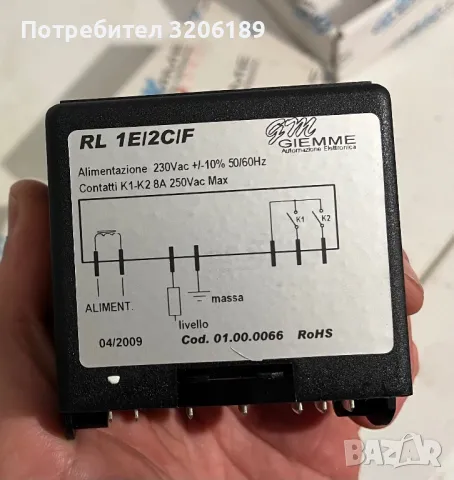 Потребител 3206189
RL 1E/2C/F
GM
GIEMME
Automazione Elettronica
Alimentazione 230Vac +/-10% 50/60Hz
Contatti K1-K2 8A 250Vac Max
K1 K2
ALIMENT.
massa
livello
04/2009
Cod. 01.00.0066 RoHS
bazar